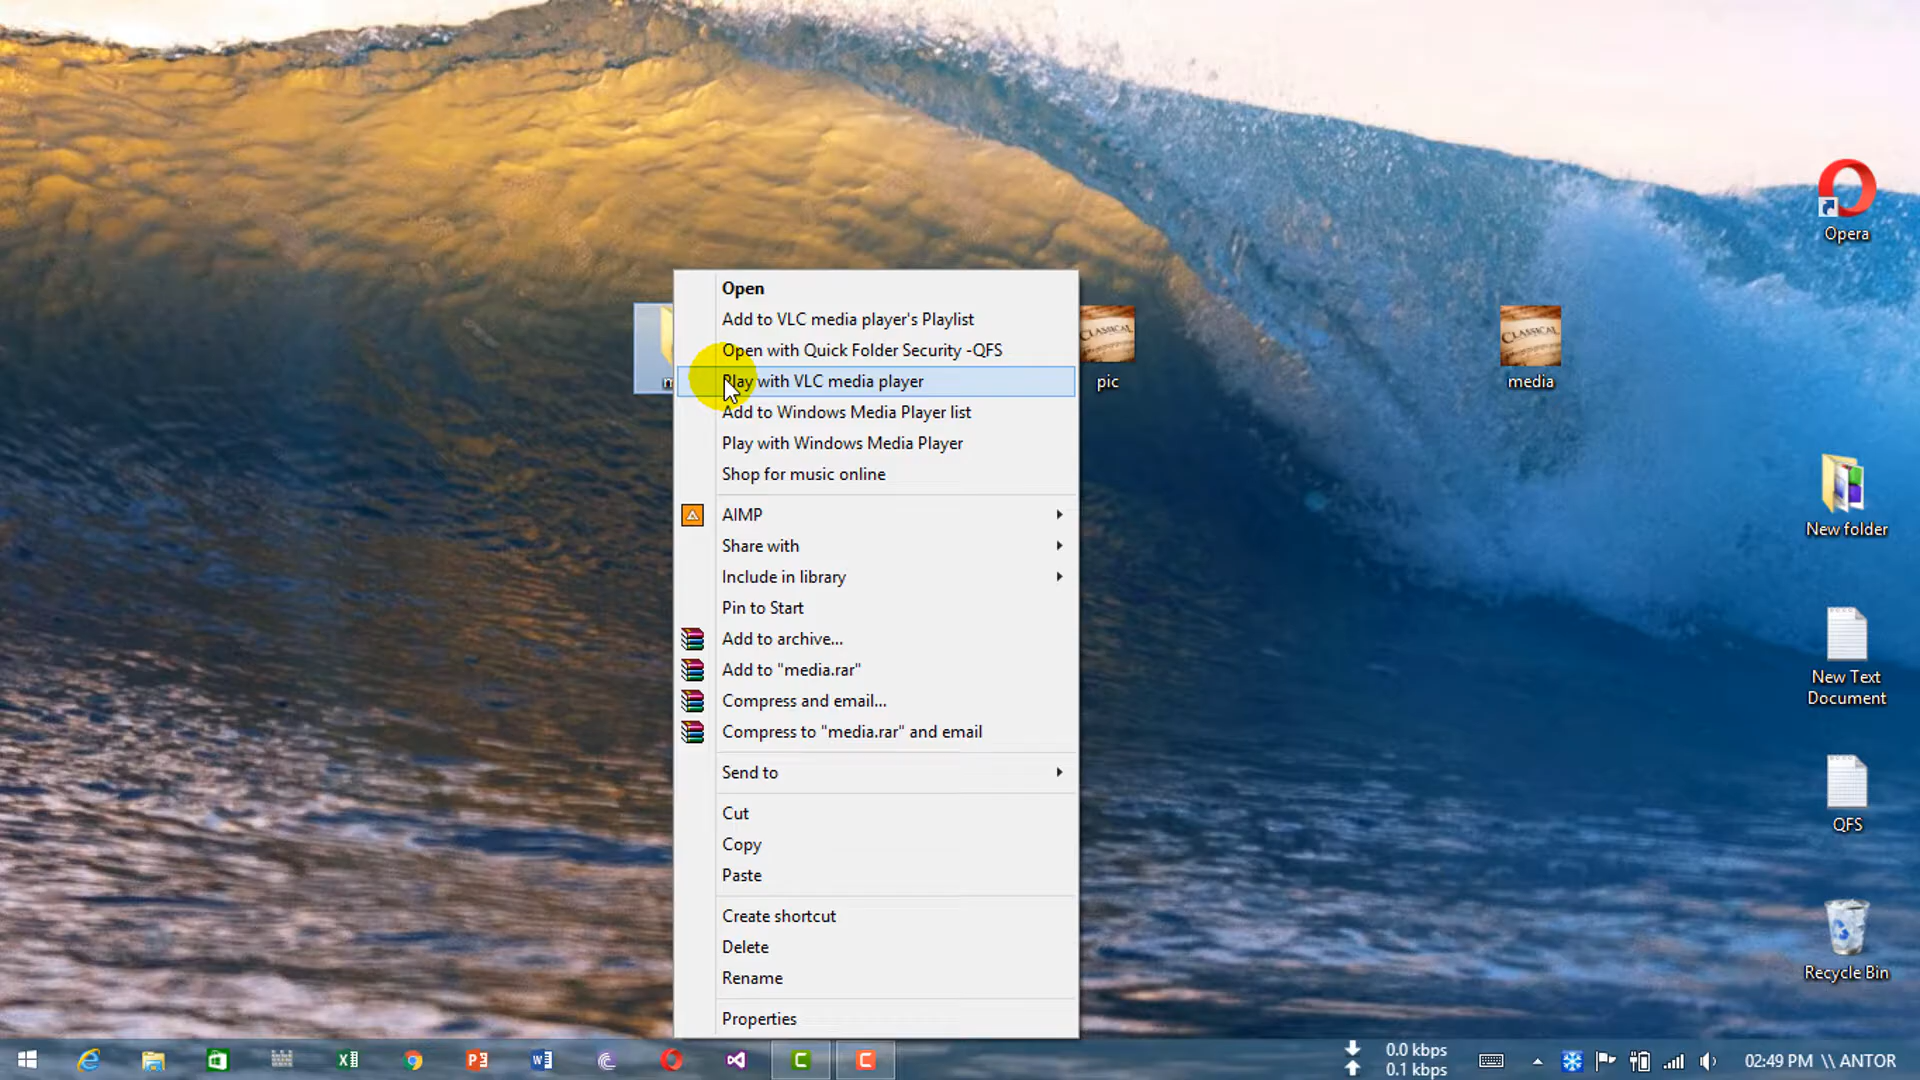 Opera
Open
Add to VLC media player's Playlist
Open with Quick Folder Security -QFS
Play with VLC media player
Add to Windows Media Player list
Play with Windows Media Player
Shop for music online
AIMP
Share with
Include in library
Pin to Start
Add to archive...
Add to "media.rar"
Compress and email...
Compress to "media.rar" and email
Send to
Cut
Copy
Paste
Create shortcut
Delete
Rename
Properties
CLASSICAL
pic
CLASSICAL
media
New folder
New Text
Document
QFS
Recycle Bin
0.0 kbps
0.1 kbps
02:49 PM \\ ANTOR